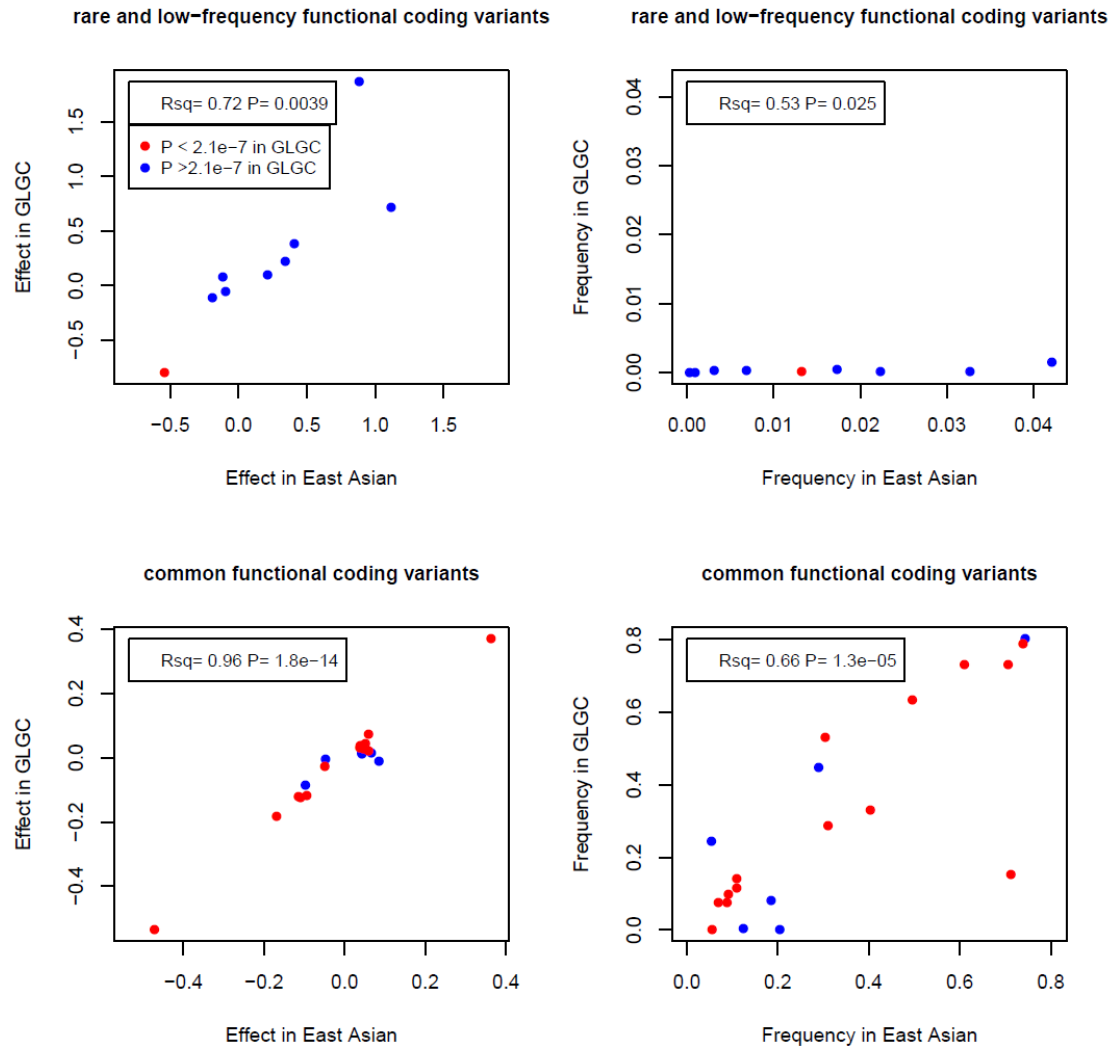 rare and low−frequency functional coding variants
Rsq= 0.72 P= 0.0039
P < 2.1e−7 in GLGC
P >2.1e−7 in GLGC
Effect in GLGC
−0.5 0.0 0.5 1.0 1.5
−0.5 0.0 0.5 1.0 1.5
Effect in East Asian
rare and low−frequency functional coding variants
Rsq= 0.53 P= 0.025
Frequency in GLGC
0.00 0.01 0.02 0.03 0.04
0.00 0.01 0.02 0.03 0.04
Frequency in East Asian
common functional coding variants
Rsq= 0.96 P= 1.8e−14
Effect in GLGC
−0.4 −0.2 0.0 0.2 0.4
−0.4 −0.2 0.0 0.2 0.4
Effect in East Asian
common functional coding variants
Rsq= 0.66 P= 1.3e−05
Frequency in GLGC
0.0 0.2 0.4 0.6 0.8
0.0 0.2 0.4 0.6 0.8
Frequency in East Asian